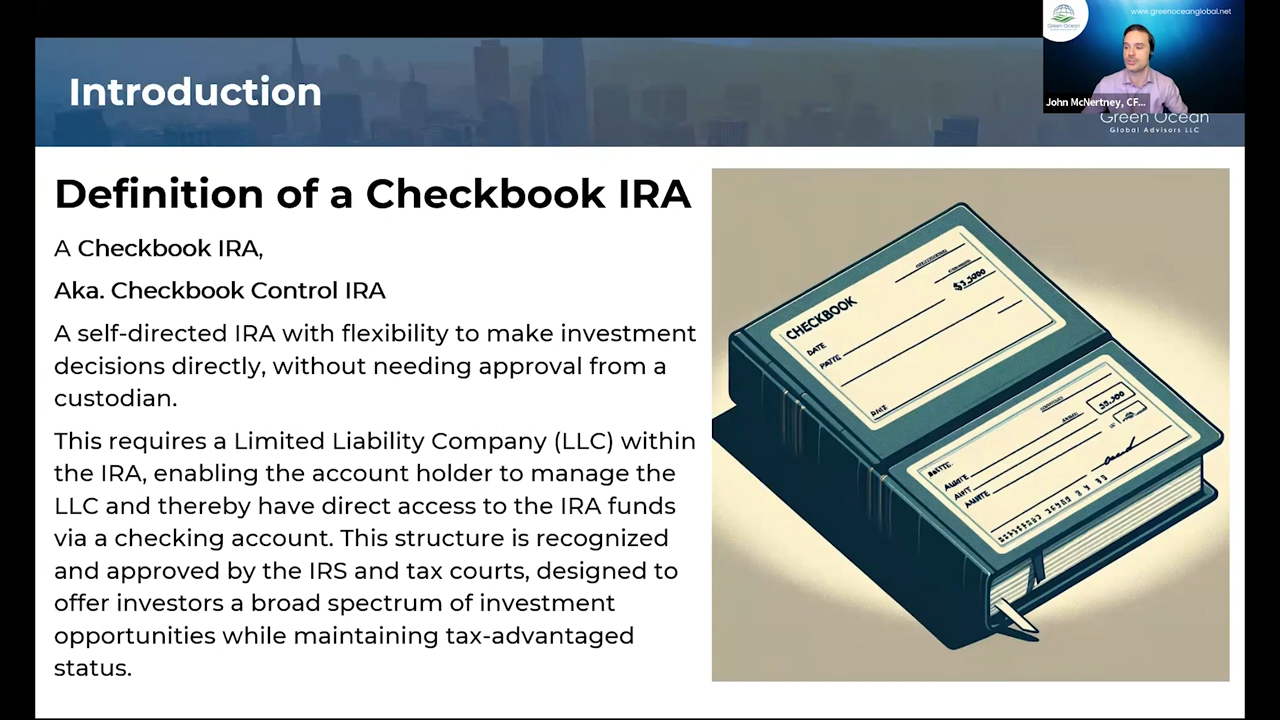 www.greenoceanglobal.net
Green Ocean
John McNertney, CF...
Introduction
Green Ocean
Global Advisors LLC
Definition of a Checkbook IRA
A Checkbook IRA,
Aka. Checkbook Control IRA
A self-directed IRA with flexibility to make investment
decisions directly, without needing approval from a
custodian.
This requires a Limited Liability Company (LLC) within
the IRA, enabling the account holder to manage the
LLC and thereby have direct access to the IRA funds
via a checking account. This structure is recognized
and approved by the IRS and tax courts, designed to
offer investors a broad spectrum of investment
opportunities while maintaining tax-advantaged
status.
CHECKBOOK
DATE